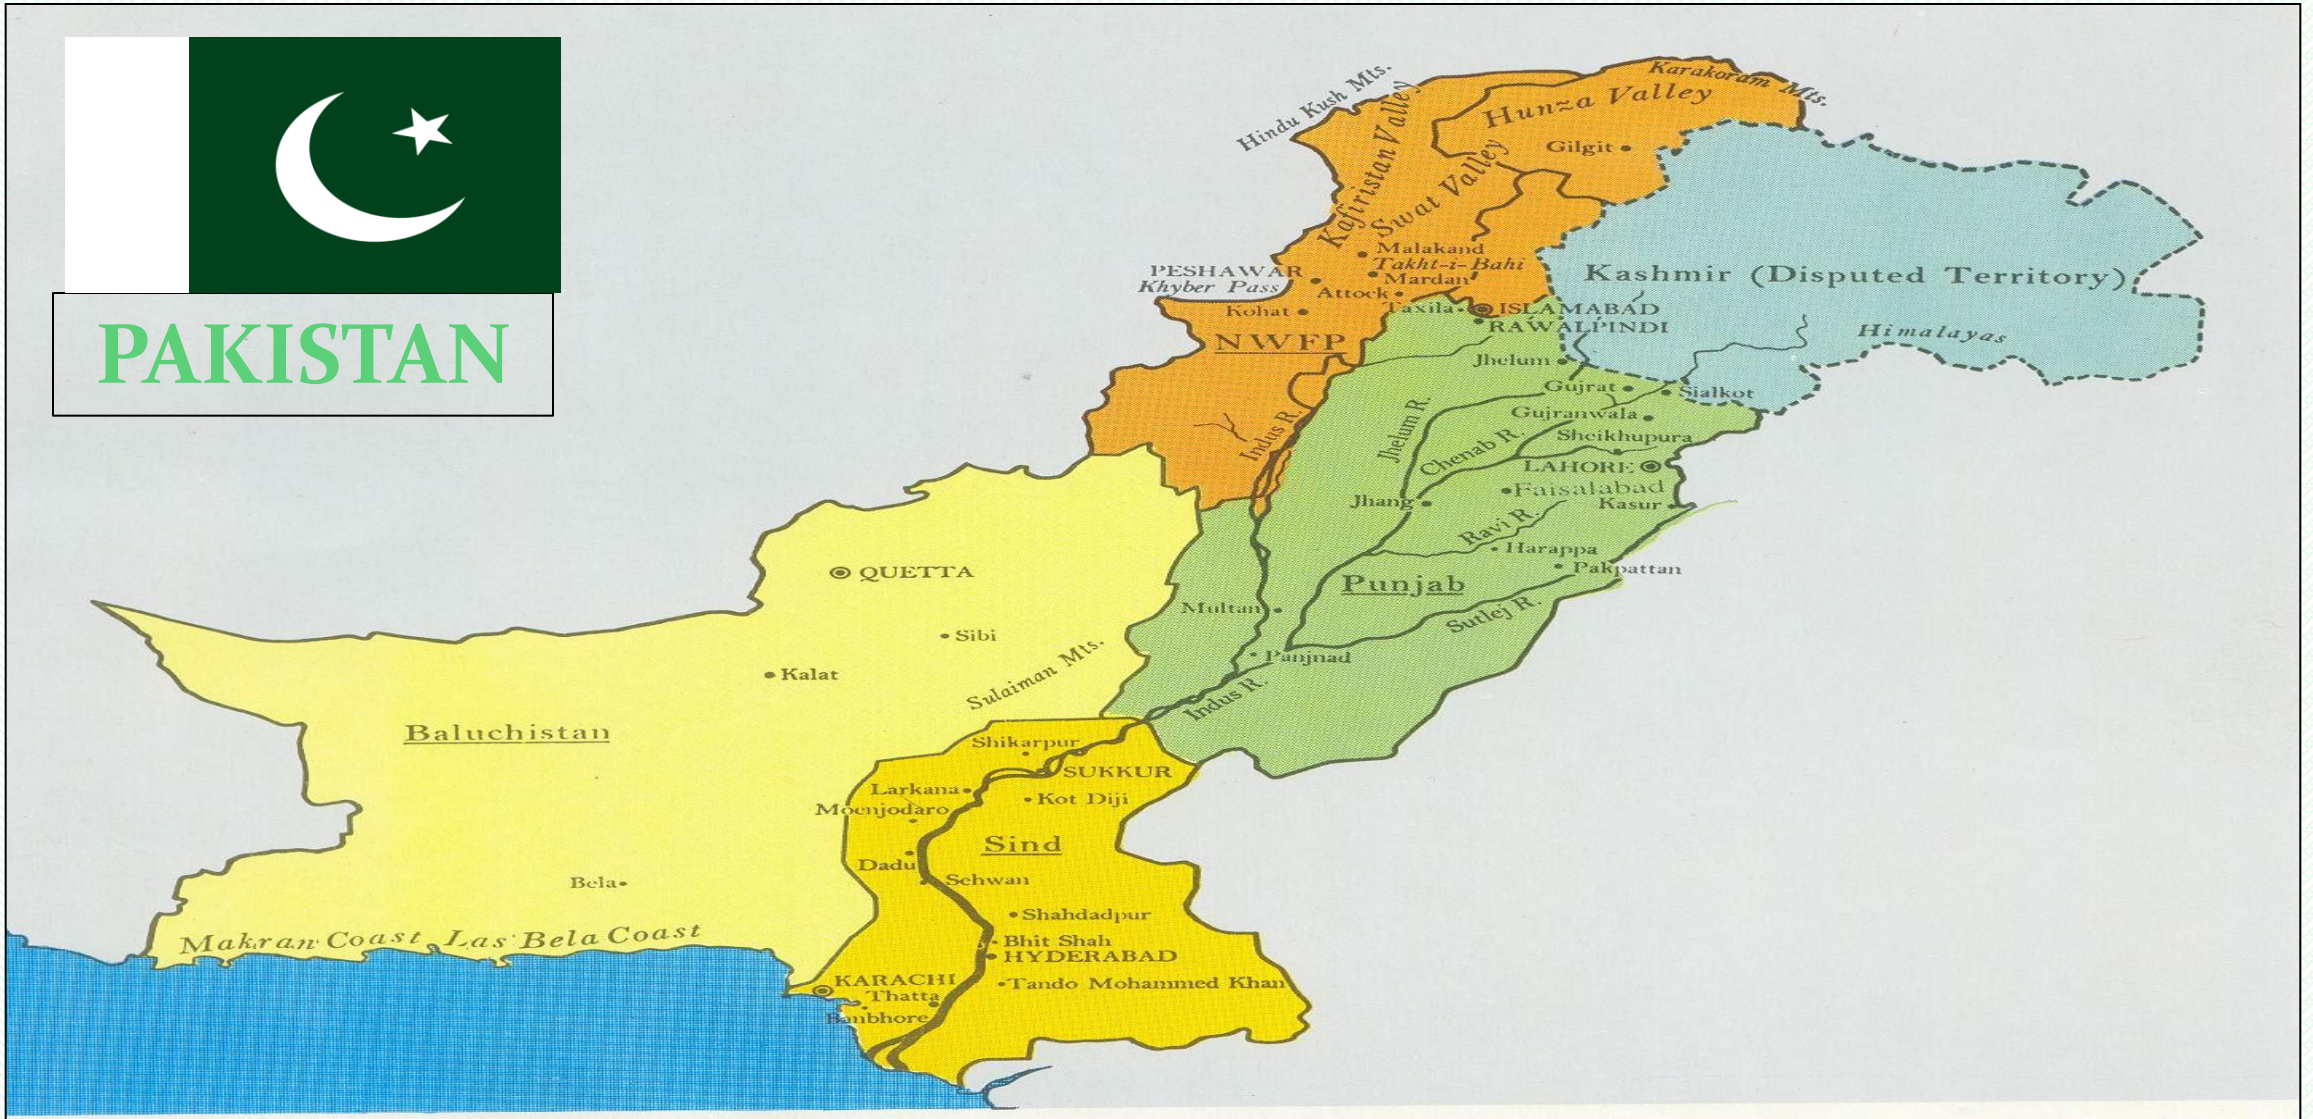 PAKISTAN
Hindu Kush Mts.
Karakoram Mts.
Hunza Valley
Gilgit
Kafiristan Valley
Swat Valley
Malakand
Takht-i-Bahi
PESHAWAR
Khyber Pass
Mardan
Attock
Kohat
Taxila
ISLAMABAD
RAWALPINDI
NWFP
Kashmir (Disputed Territory)
Himalayas
Jhelum
Gujrat
Sialkot
Gujranwala
Sheikhupura
Indus R.
Jhelum R.
Chenab R.
LAHORE
Faisalabad
Kasur
Jhang
Ravi R.
Harappa
Pakpattan
Punjab
Multan
Sutlej R.
Panjnad
Indus R.
QUETTA
Sibi
Kalat
Sulaiman Mts.
Baluchistan
Bela
Makran Coast
Las Bela Coast
Shikarpur
SUKKUR
Larkana
Kot Diji
Moenjodaro
Sind
Dadu
Sehwan
Shahdadpur
Bhit Shah
HYDERABAD
Tando Mohammed Khan
KARACHI
Thatta
Banbhore